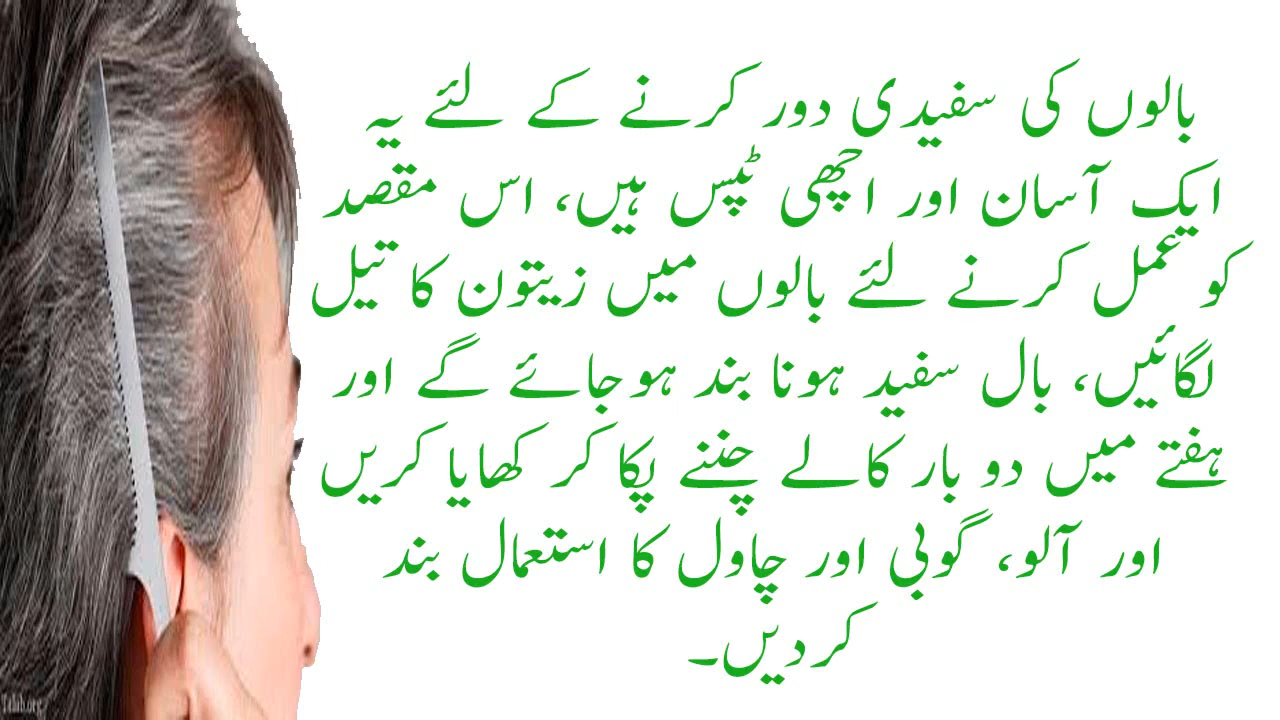 بالوں کی سفیدی دور کرنے کے لئے یہ
ایک آسان اور اچھی ٹپس ہیں، اس مقصد
کو عمل کرنے لئے بالوں میں زیتون کا تیل
لگائیں، بال سفید ہونا بند ہوجائے گے اور
ہفتے میں دو بار کالے چننے پکا کر کھایا کریں
اور آلو، گوبی اور چاول کا استعمال بند
کردیں۔